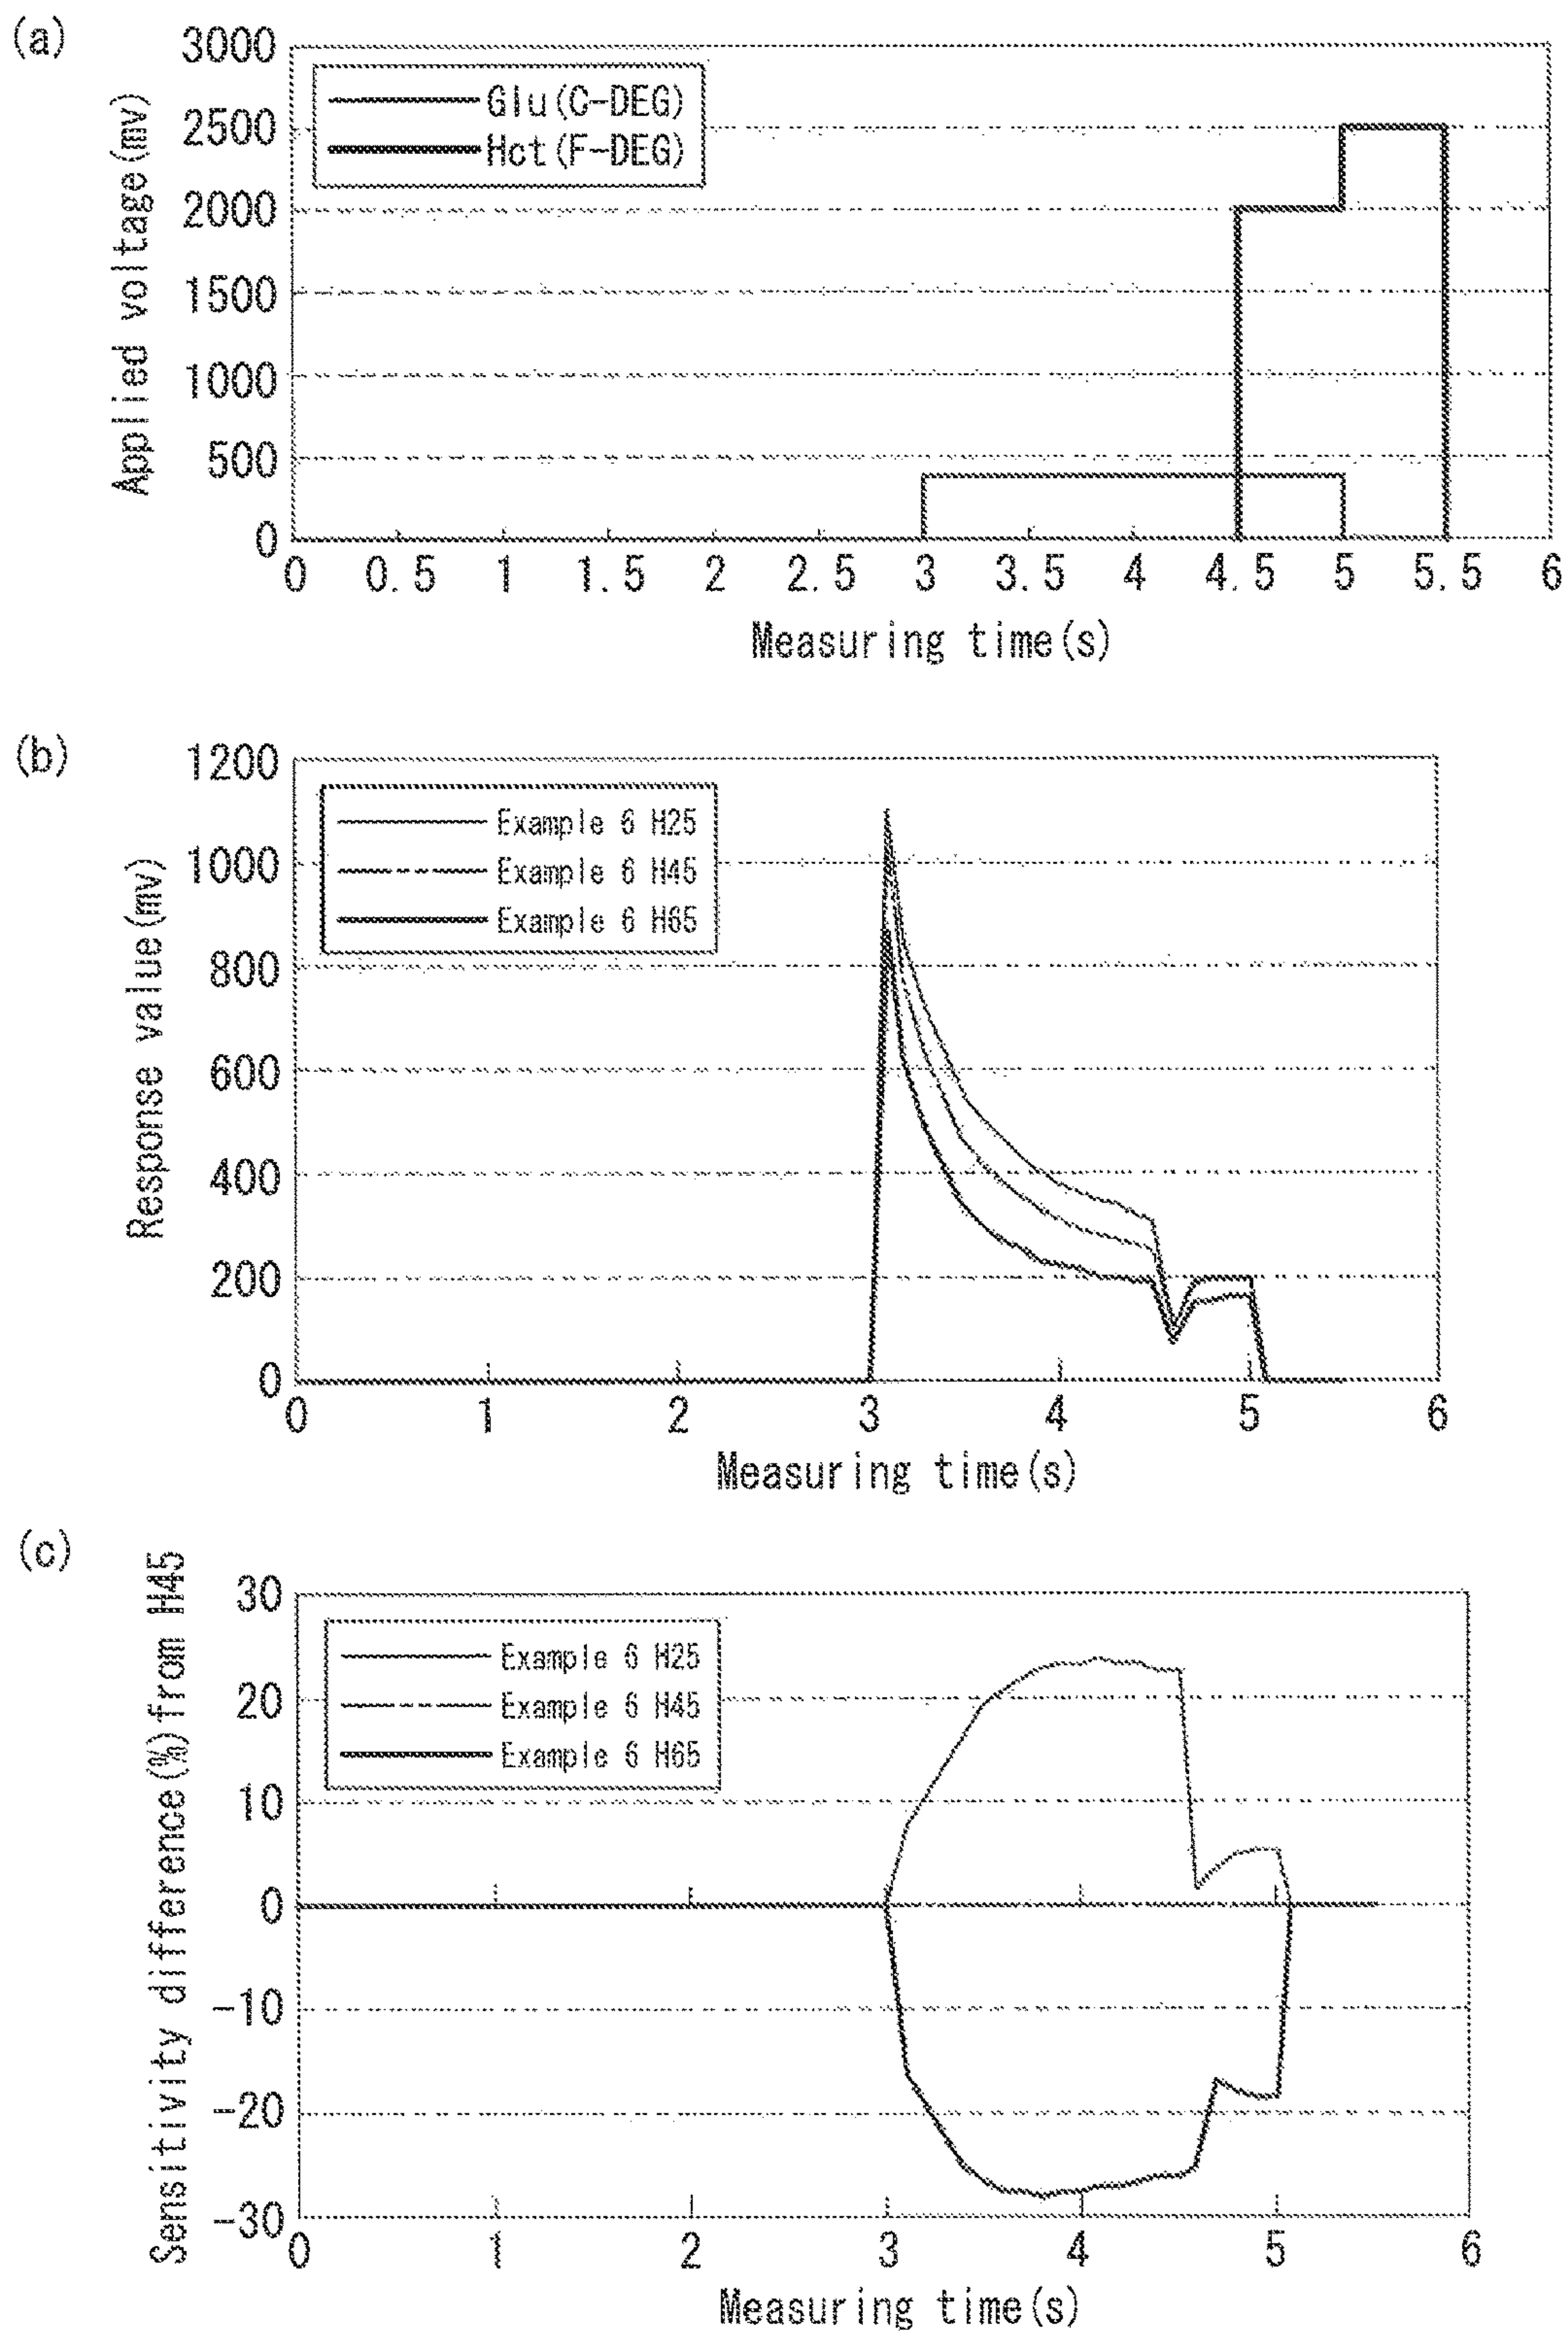 (a)
Applied voltage(mv)
3000
2500
2000
1500
1000
500
0
Glu(C-DEG)
Hct(F-DEG)
0 0.5 1 1.5 2 2.5 3 3.5 4 4.5 5 5.5 6
Measuring time(s)
(b)
Response value(mv)
1200
1000
800
600
400
200
0
Example 6 H25
Example 6 H45
Example 6 H65
0 1 2 3 4 5 6
Measuring time(s)
(c)
Sensitivity difference(%)from H45
30
20
10
0
-10
-20
-30
Example 6 H25
Example 6 H45
Example 6 H65
0 1 2 3 4 5 6
Measuring time(s)